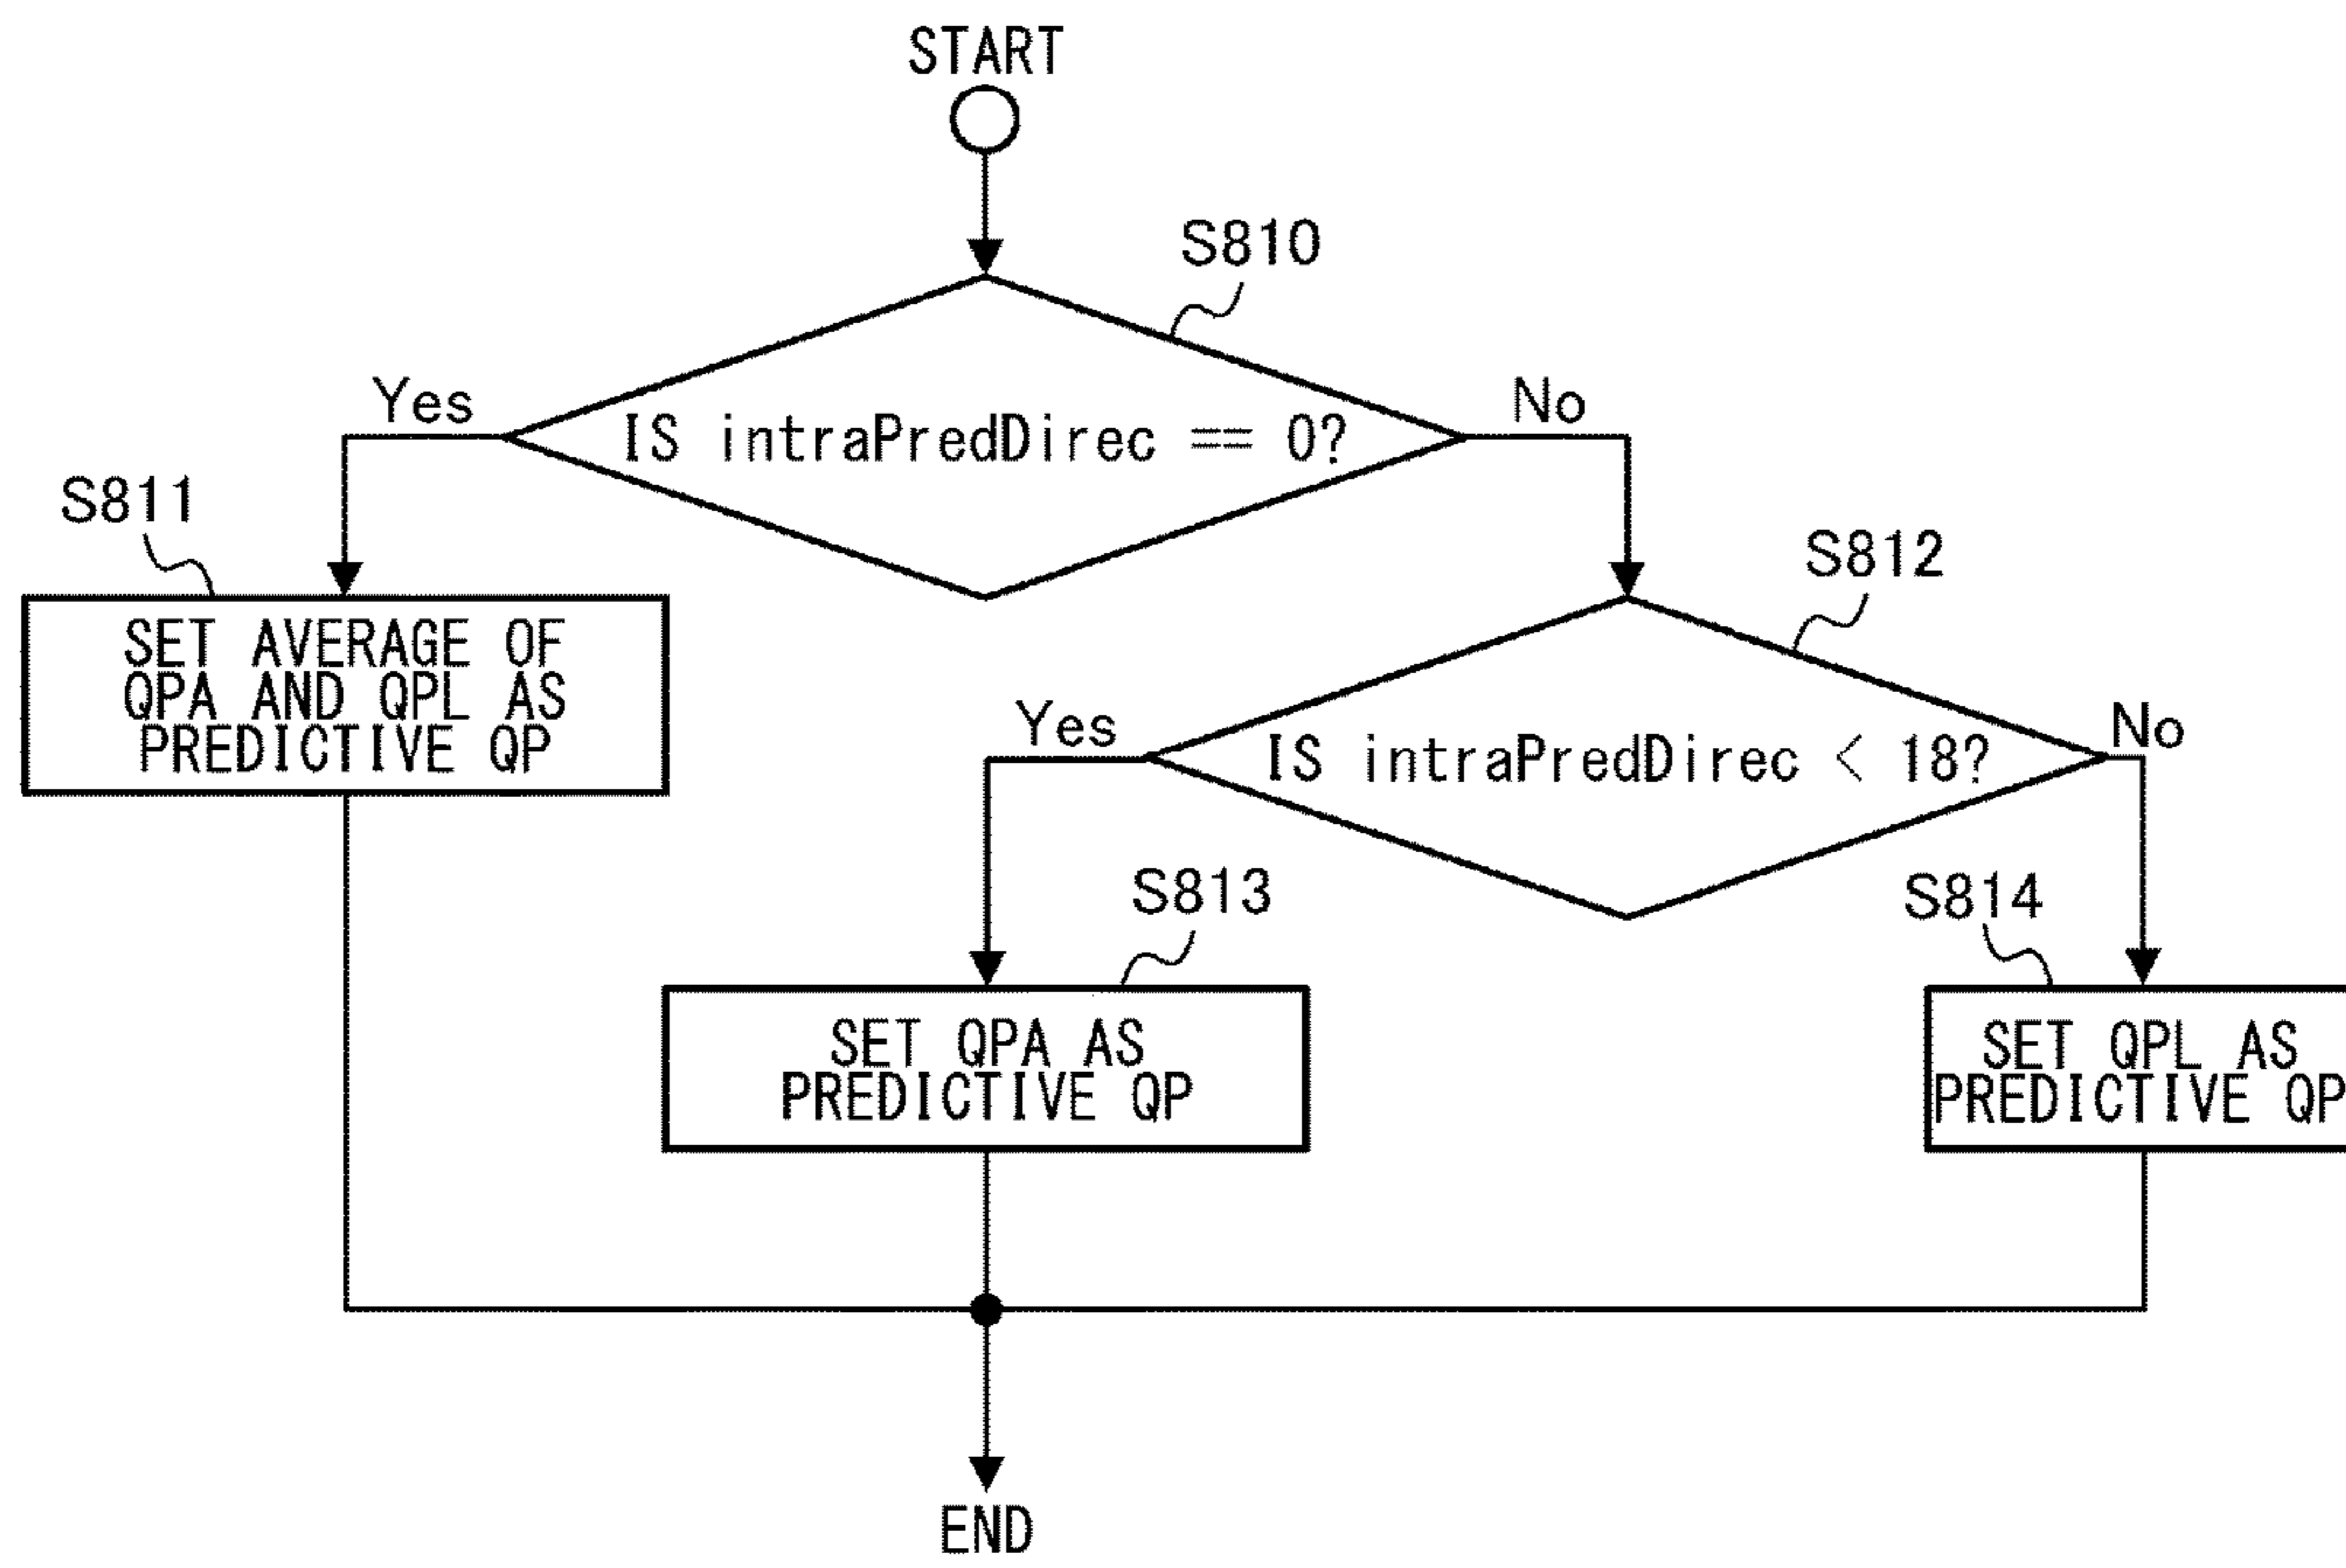 START
S810
Yes
No
IS intraPredDirec == 0?
S811
SET AVERAGE OF
QPA AND QPL AS
PREDICTIVE QP
S812
Yes
No
IS intraPredDirec < 18?
S813
SET QPA AS
PREDICTIVE QP
S814
SET QPL AS
PREDICTIVE QP
END